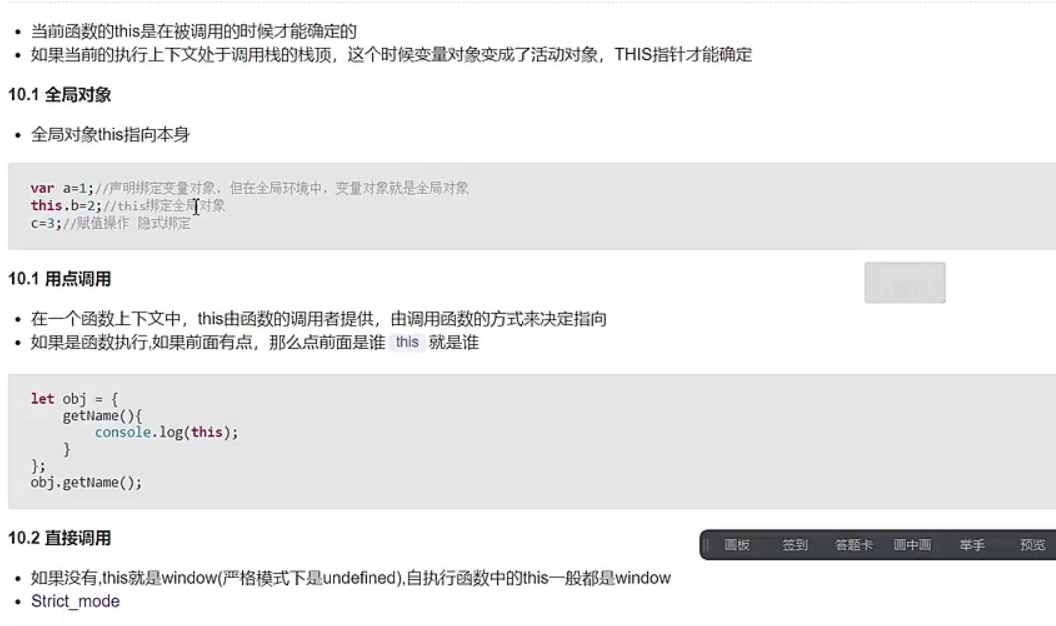 当前函数的this是在被调用的时候才能确定的
如果当前的执行上下文处于调用栈的栈顶，这个时候变量对象变成了活动对象，THIS指针才能确定
10.1 全局对象
全局对象this指向本身
var a=1;//声明绑定变量对象，但在全局环境中，变量对象就是全局对象
this.b=2;//this绑定全局对象
c=3;//赋值操作 隐式绑定
10.1 用点调用
在一个函数上下文中，this由函数的调用者提供，由调用函数的方式来决定指向
如果是函数执行,如果前面有点，那么点前面是谁 this 就是谁
let obj = {
    getName(){
        console.log(this);
    }
};
obj.getName();
10.2 直接调用
画板 签到 答题卡 画中画 举手 预览
如果没有,this就是window(严格模式下是undefined),自执行函数中的this一般都是window
Strict_mode